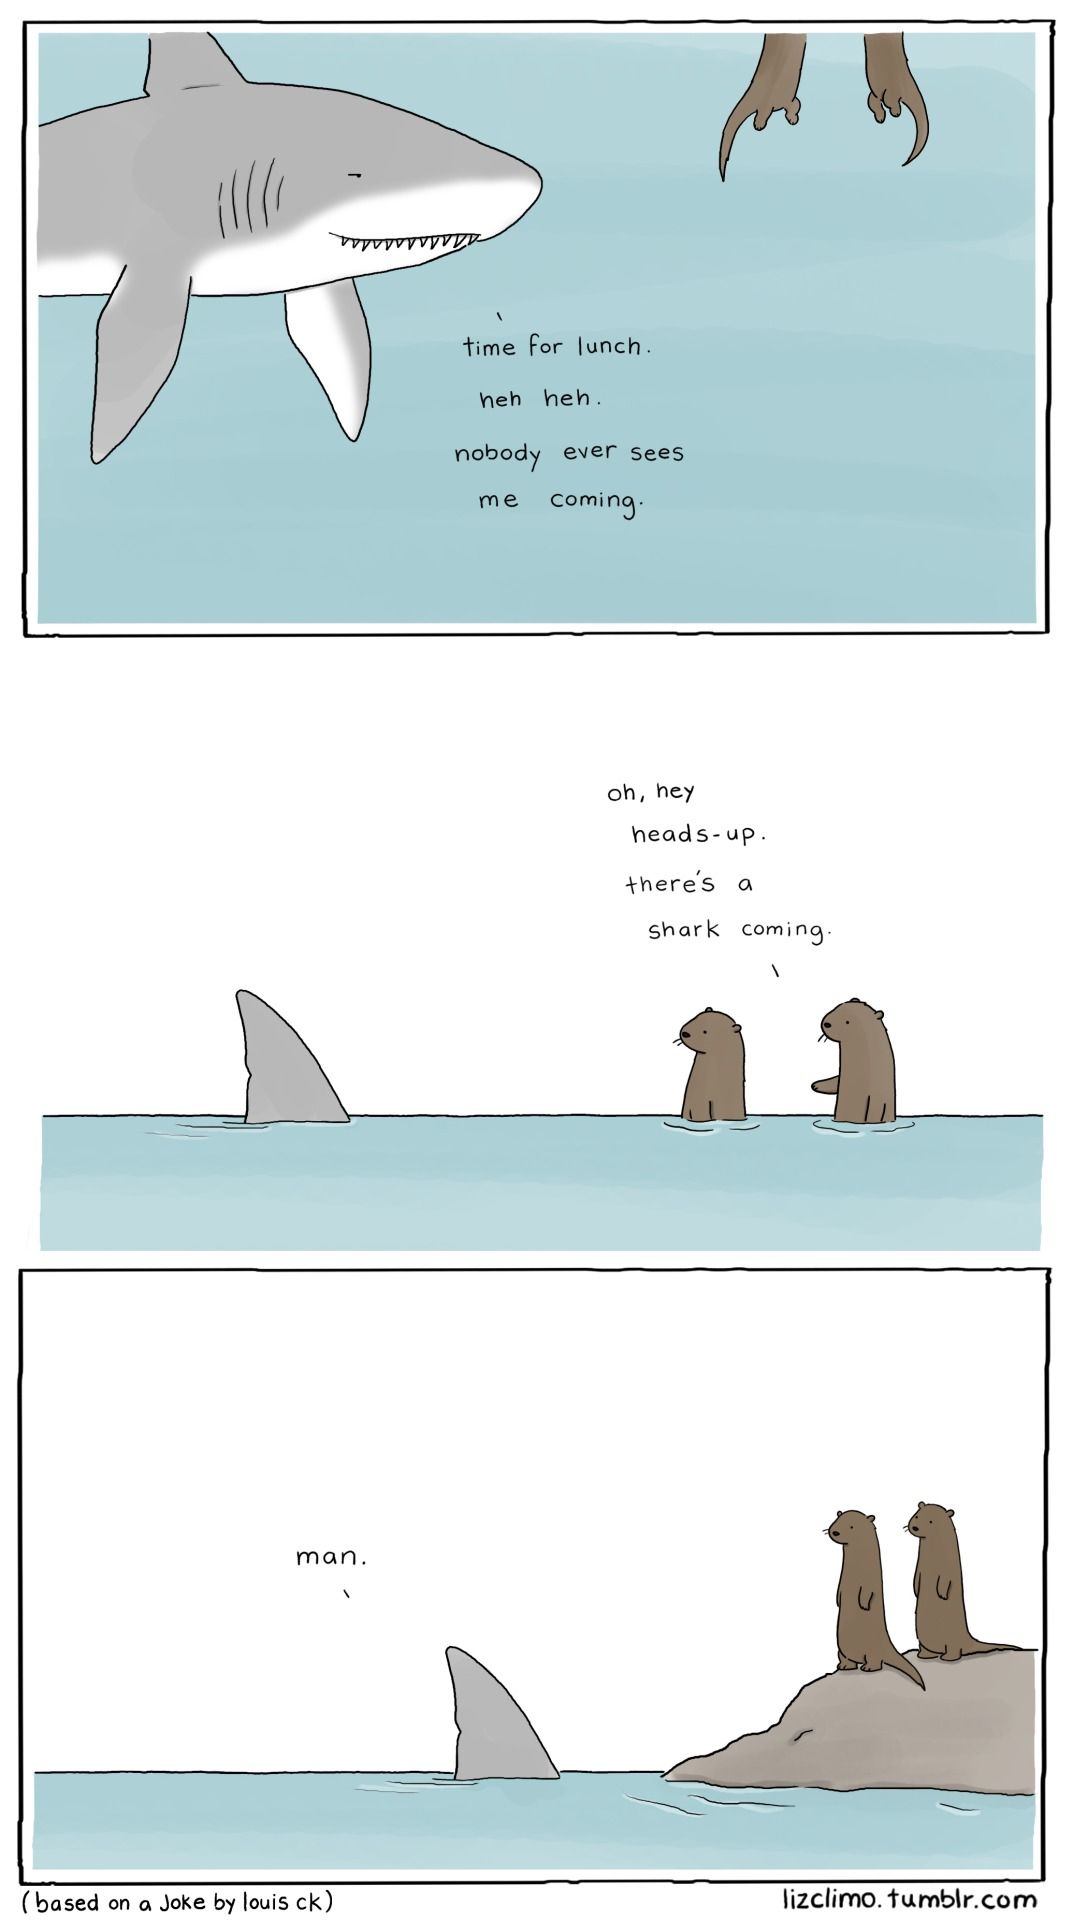 time for lunch.
heh heh.
nobody ever sees
me coming.
oh, hey
heads-up.
there's a
shark coming.
man.
(based on a Joke by louis ck)
lizclimo.tumblr.com